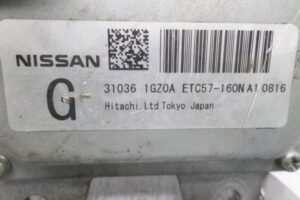 NISSAN
G
31036 1GZ0A ETC57-160N A1 0816
Hitachi.Ltd Tokyo Japan